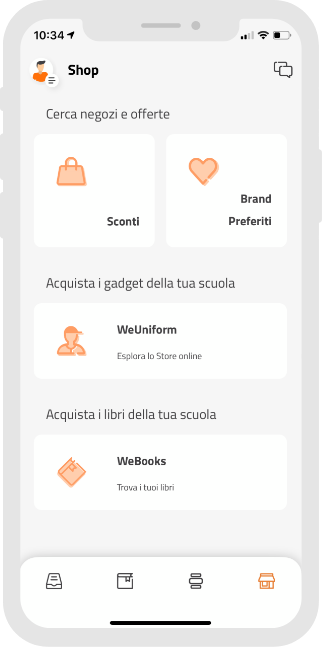 10:34
Shop
Cerca negozi e offerte
Sconti
Brand
Preferiti
Acquista i gadget della tua scuola
WeUniform
Esplora lo Store online
Acquista i libri della tua scuola
WeBooks
Trova i tuoi libri